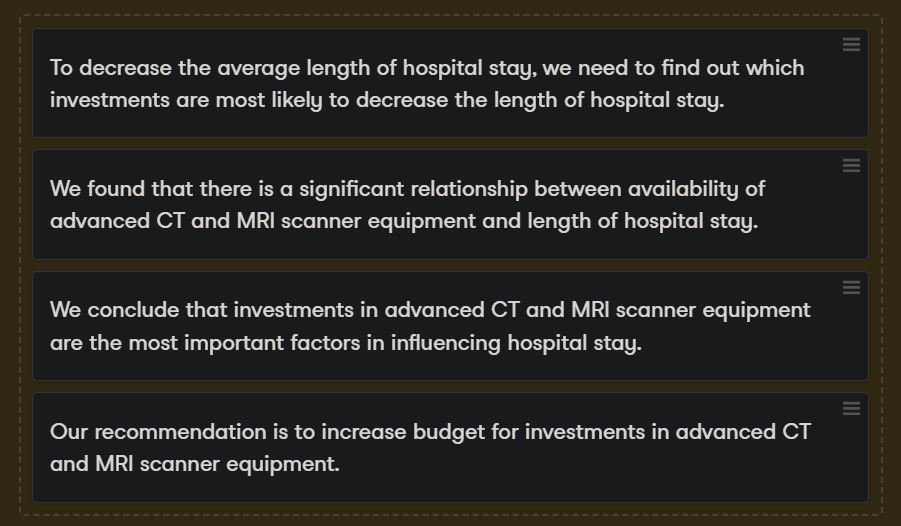 To decrease the average length of hospital stay, we need to find out which
investments are most likely to decrease the length of hospital stay.
We found that there is a significant relationship between availability of
advanced CT and MRI scanner equipment and length of hospital stay.
We conclude that investments in advanced CT and MRI scanner equipment
are the most important factors in influencing hospital stay.
Our recommendation is to increase budget for investments in advanced CT
and MRI scanner equipment.